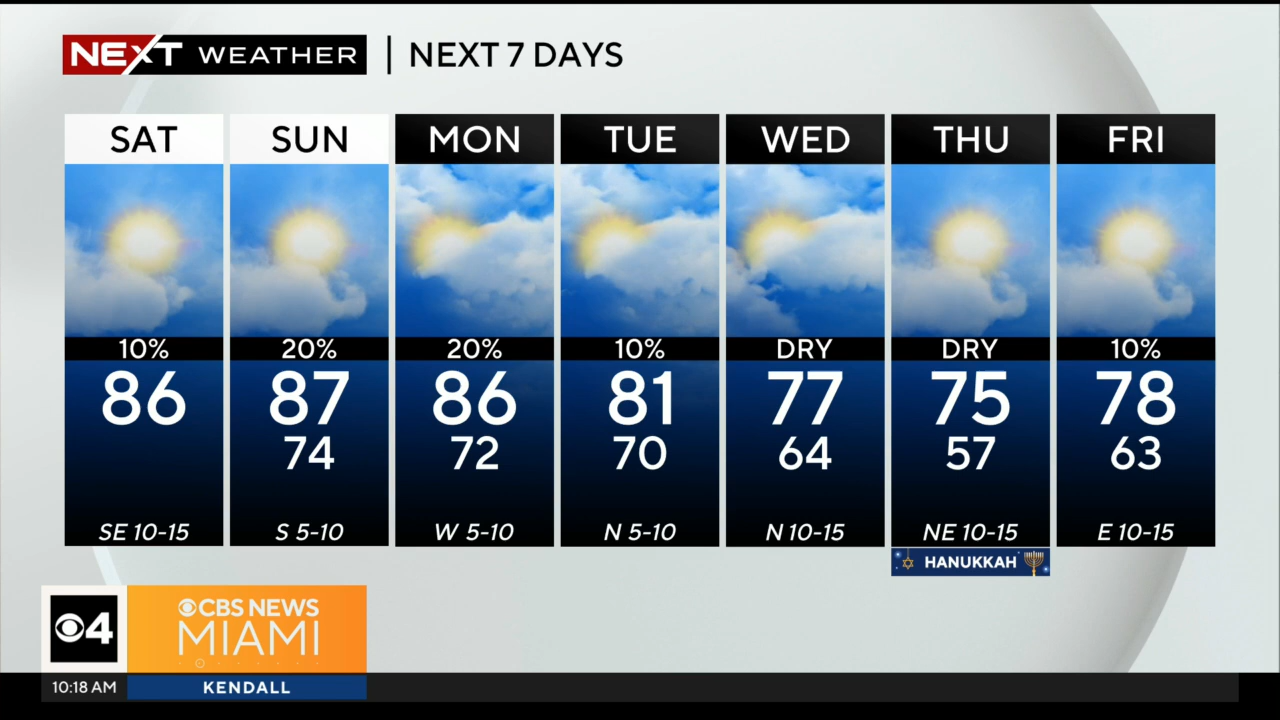 NEXT WEATHER | NEXT 7 DAYS
SAT SUN MON TUE WED THU FRI
10% 20% 20% 10% DRY DRY 10%
86 87 86 81 77 75 78
74 72 70 64 57 63
SE 10-15 S 5-10 W 5-10 N 5-10 N 10-15 NE 10-15 E 10-15
HANUKKAH
4 CBS NEWS
MIAMI
10:18 AM KENDALL